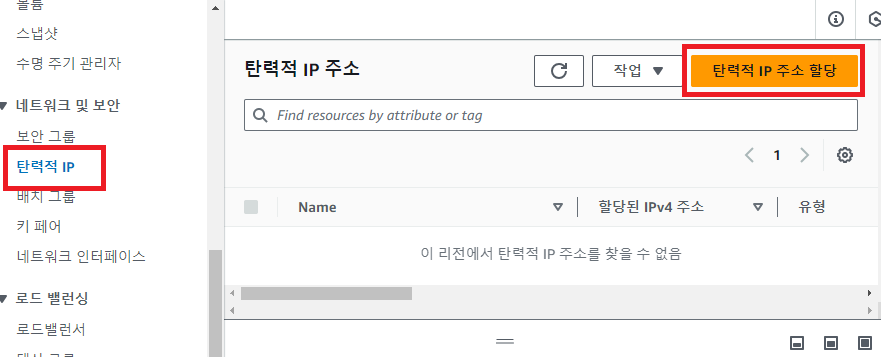 볼륨
스냅샷
수명 주기 관리자
네트워크 및 보안
보안 그룹
탄력적 IP
배치 그룹
키 페어
네트워크 인터페이스
로드 밸런싱
로드밸런서
탄력적 IP 주소
작업
탄력적 IP 주소 할당
Find resources by attribute or tag
1
Name
할당된 IPv4 주소
유형
이 리전에서 탄력적 IP 주소를 찾을 수 없음